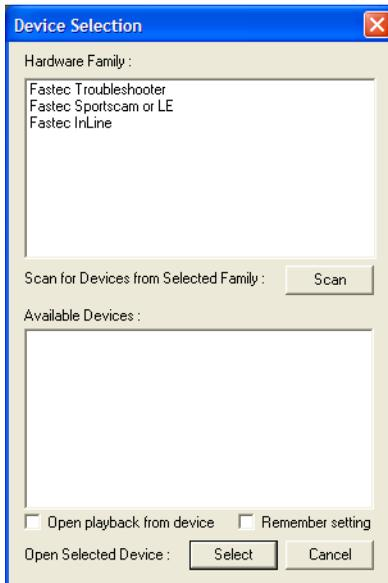 Device Selection
Hardware Family :
Fastec Troubleshooter
Fastec Sportscam or LE
Fastec InLine
Scan for Devices from Selected Family : Scan
Available Devices :
Open playback from device Remember setting
Open Selected Device : Select Cancel